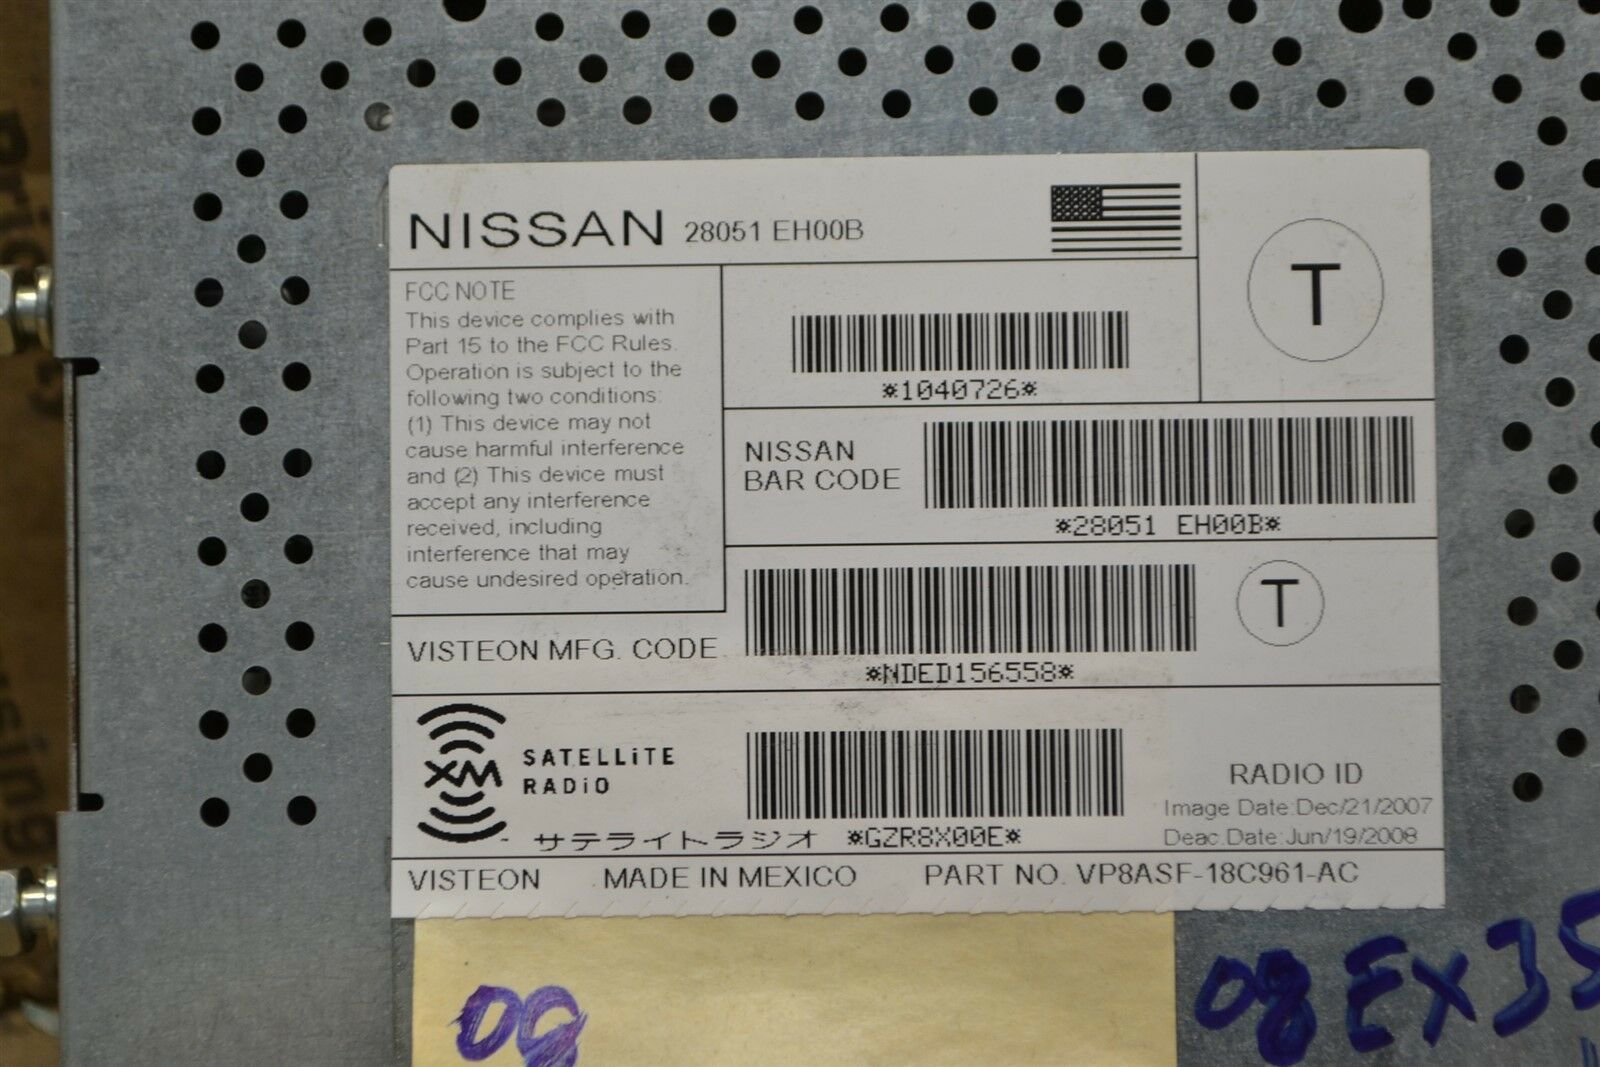 NISSAN 28051 EH00B
T
FCC NOTE
This device complies with
Part 15 to the FCC Rules.
Operation is subject to the
following two conditions:
(1) This device may not
cause harmful interference
and (2) This device must
accept any interference
received, including
interference that may
cause undesired operation.
*1040726*
NISSAN
BAR CODE
*28051 EH00B*
VISTEON MFG. CODE
*NDED156558*
T
XM
SATELLiTE
RADiO
サテライトラジオ
*GZR8X00E*
RADIO ID
Image Date:Dec/21/2007
Deac.Date:Jun/19/2008
VISTEON MADE IN MEXICO PART NO. VP8ASF-18C961-AC
08
08 EX35